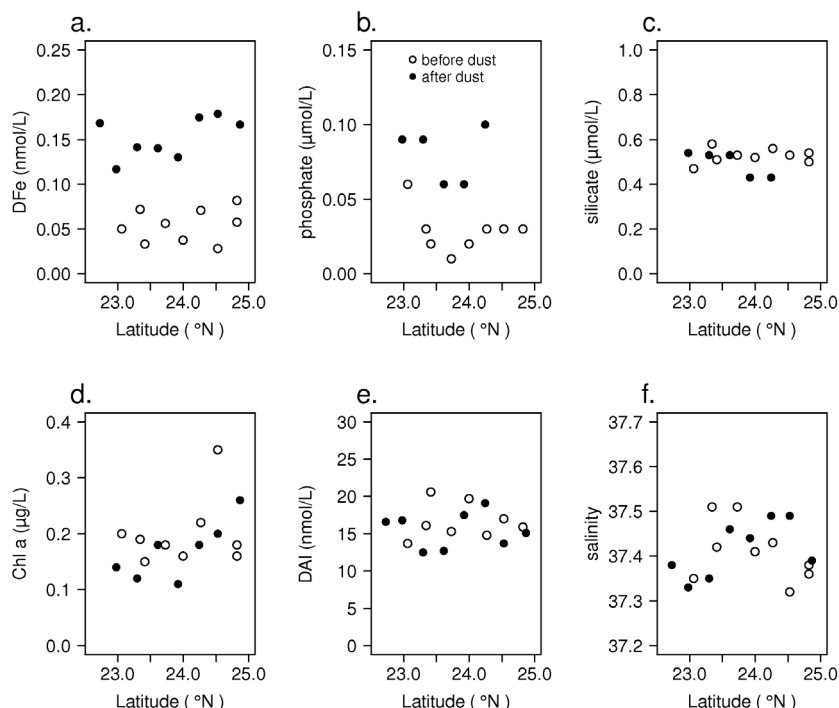 a.
0.25
0.20
0.15
0.10
0.05
0.00
DFe (nmol/L)
23.0 24.0 25.0
Latitude ( °N )
b.
before dust
after dust
0.15
0.10
0.05
0.00
phosphate (µmol/L)
23.0 24.0 25.0
Latitude ( °N )
c.
1.0
0.8
0.6
0.4
0.2
0.0
silicate (µmol/L)
23.0 24.0 25.0
Latitude ( °N )
d.
0.4
0.3
0.2
0.1
0.0
Chl a (µg/L)
23.0 24.0 25.0
Latitude ( °N )
e.
30
25
20
15
10
5
0
DAl (nmol/L)
23.0 24.0 25.0
Latitude ( °N )
f.
37.7
37.6
37.5
37.4
37.3
37.2
salinity
23.0 24.0 25.0
Latitude ( °N )